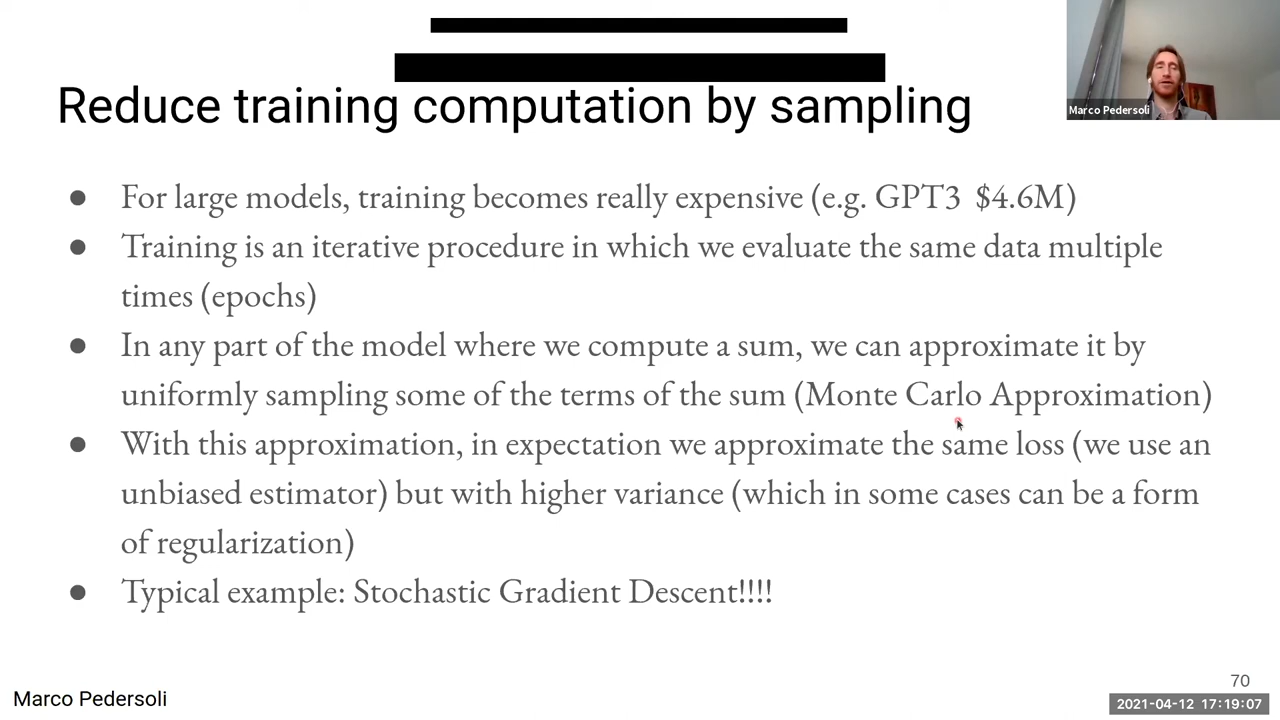 Reduce training computation by sampling
Marco Pedersoli
● For large models, training becomes really expensive (e.g. GPT3 $4.6M)
● Training is an iterative procedure in which we evaluate the same data multiple
times (epochs)
● In any part of the model where we compute a sum, we can approximate it by
uniformly sampling some of the terms of the sum (Monte Carlo Approximation)
● With this approximation, in expectation we approximate the same loss (we use an
unbiased estimator) but with higher variance (which in some cases can be a form
of regularization)
● Typical example: Stochastic Gradient Descent!!!!
70
Marco Pedersoli
2021-04-12 17:19:07